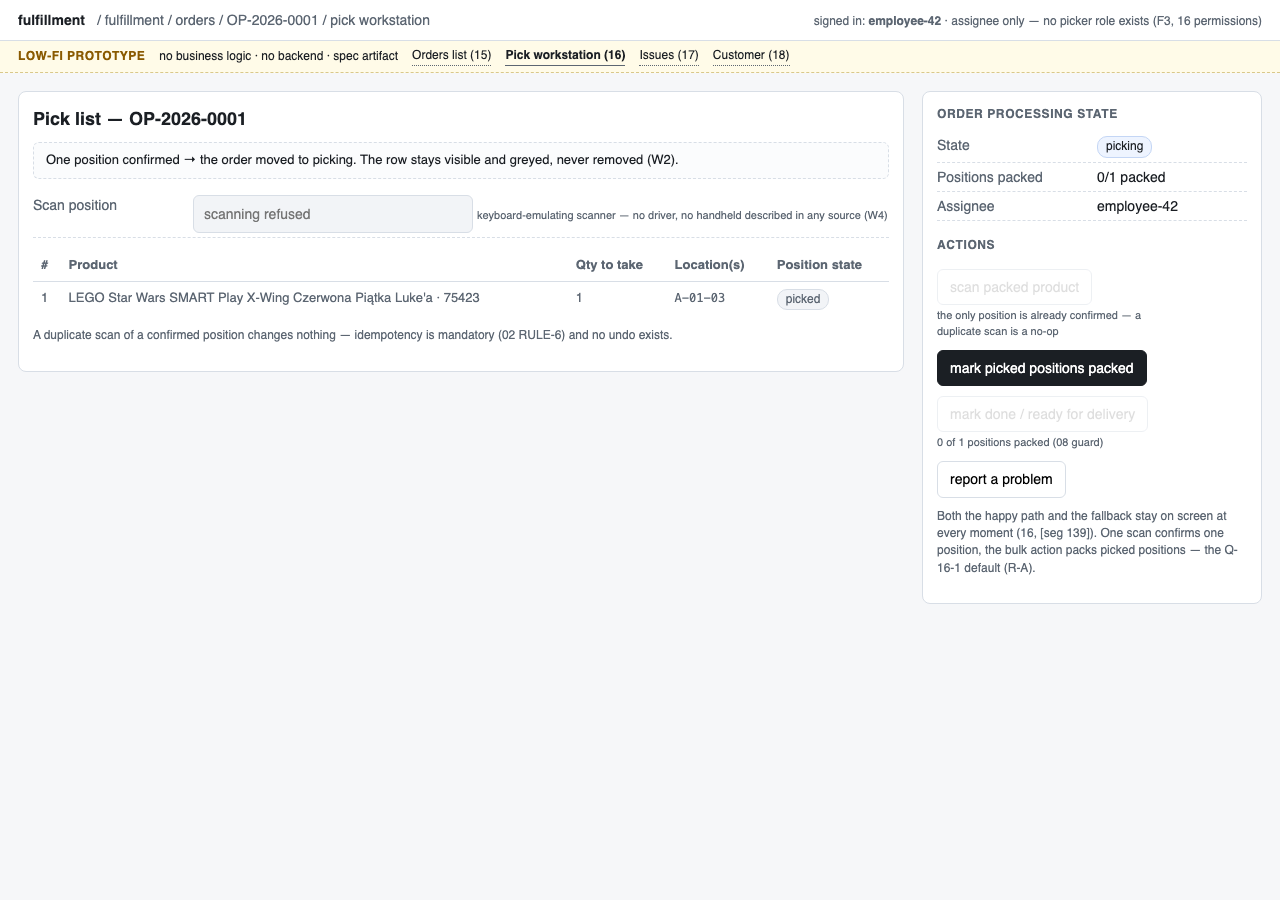 fulfillment / fulfillment / orders / OP-2026-0001 / pick workstation
signed in: employee-42 · assignee only — no picker role exists (F3, 16 permissions)
LOW-FI PROTOTYPE no business logic · no backend · spec artifact Orders list (15) Pick workstation (16) Issues (17) Customer (18)
Pick list — OP-2026-0001
One position confirmed → the order moved to picking. The row stays visible and greyed, never removed (W2).
Scan position scanning refused keyboard-emulating scanner — no driver, no handheld described in any source (W4)
# Product Qty to take Location(s) Position state
1 LEGO Star Wars SMART Play X-Wing Czerwona Piątka Luke'a · 75423 1 A-01-03 picked
A duplicate scan of a confirmed position changes nothing — idempotency is mandatory (02 RULE-6) and no undo exists.
ORDER PROCESSING STATE
State picking
Positions packed 0/1 packed
Assignee employee-42
ACTIONS
scan packed product
the only position is already confirmed — a
duplicate scan is a no-op
mark picked positions packed
mark done / ready for delivery
0 of 1 positions packed (08 guard)
report a problem
Both the happy path and the fallback stay on screen at
every moment (16, [seg 139]). One scan confirms one
position, the bulk action packs picked positions — the Q-
16-1 default (R-A).